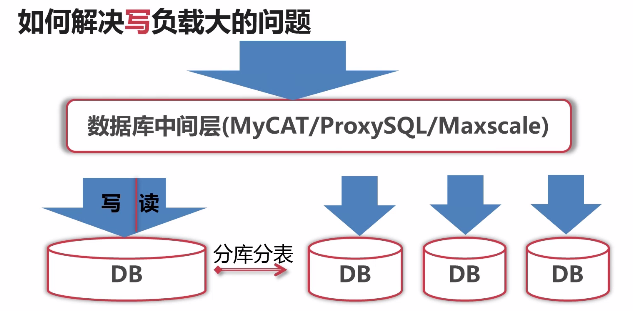 如何解决写负载大的问题
数据库中间层(MyCAT/ProxySQL/Maxscale)
写 读
分库分表
DB
DB
DB
DB